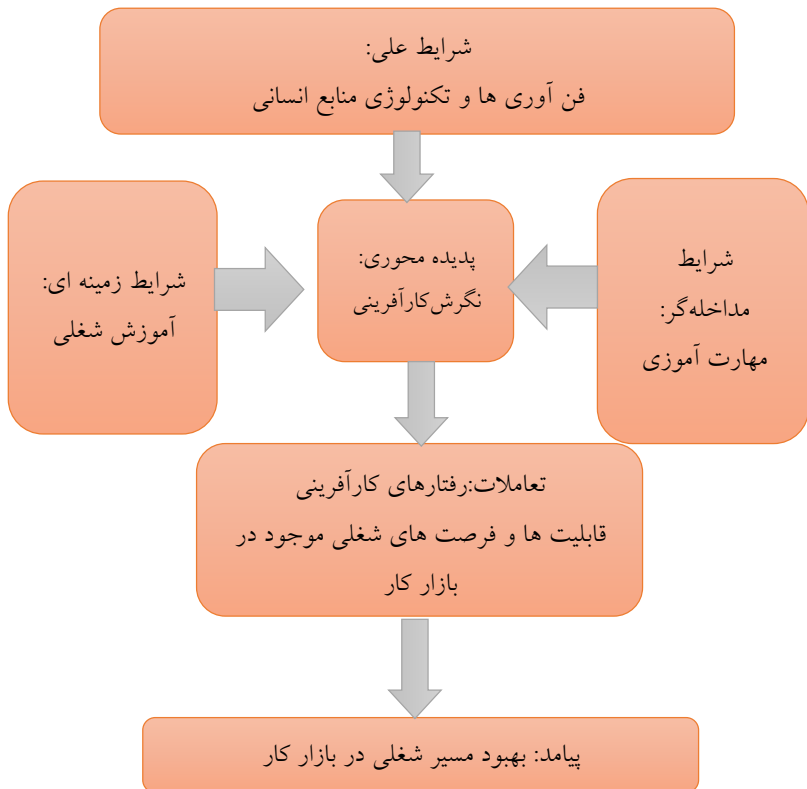 شرایط علی:
فن آوری ها و تکنولوژی منابع انسانی
شرایط
مداخله‌گر:
مهارت آموزی
پدیده محوری:
نگرش‌کارآفرینی
شرایط زمینه ای:
آموزش شغلی
تعاملات:رفتارهای کارآفرینی
قابلیت ها و فرصت های شغلی موجود در
بازار کار
پیامد: بهبود مسیر شغلی در بازار کار